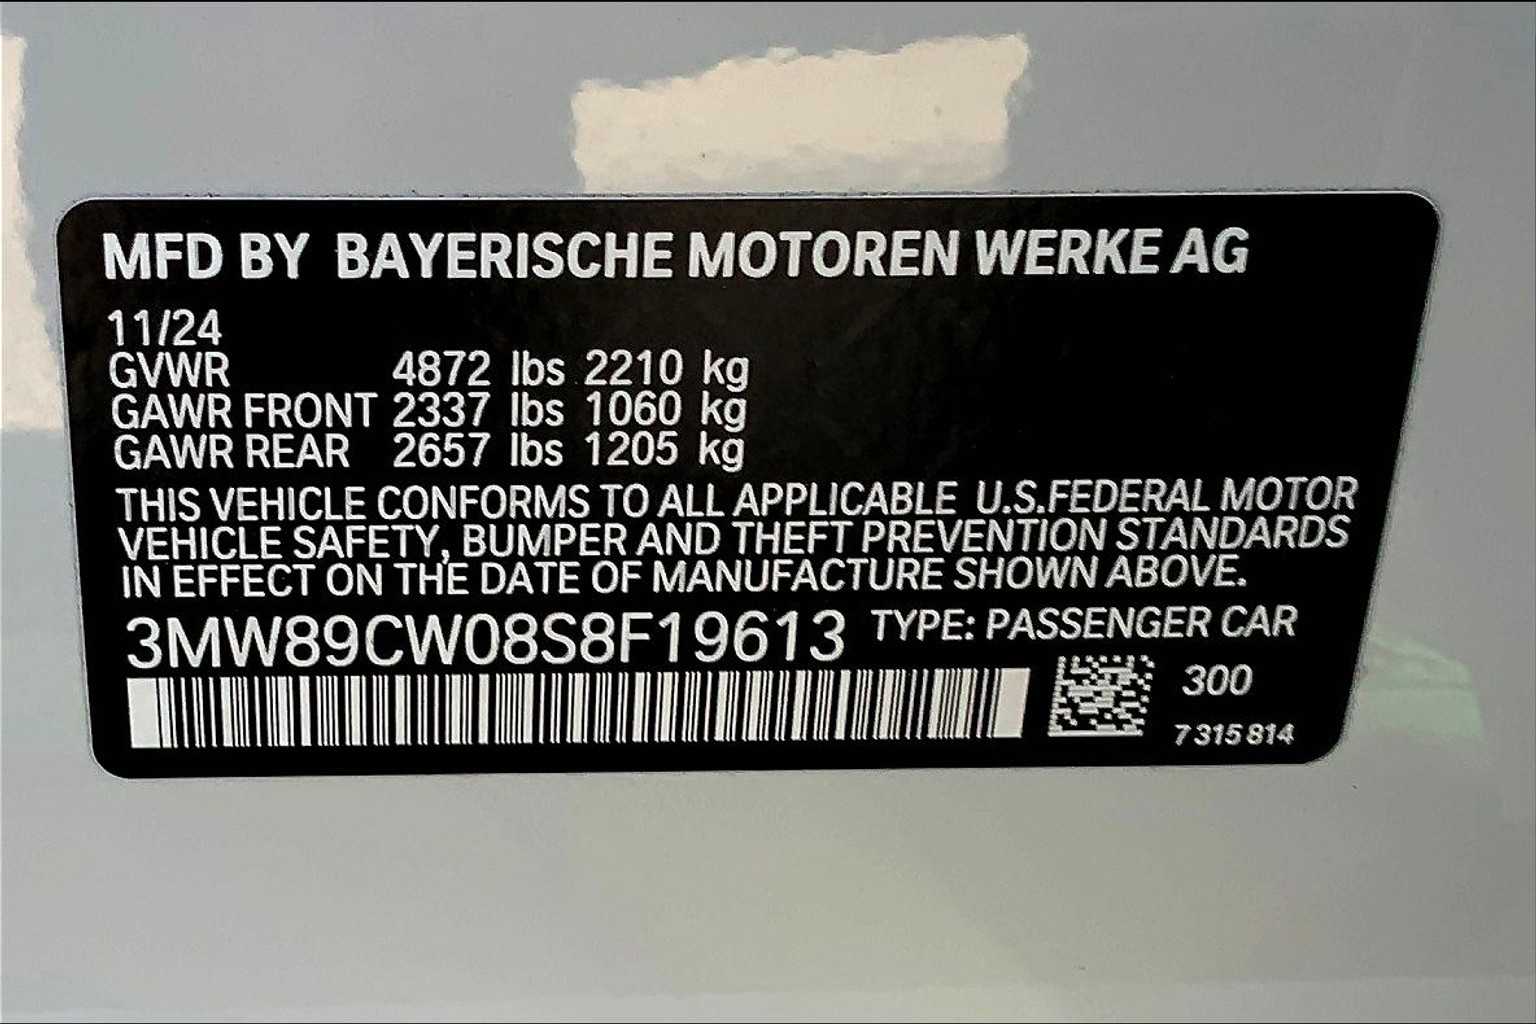 MFD BY BAYERISCHE MOTOREN WERKE AG
11/24
GVWR 4872 lbs 2210 kg
GAWR FRONT 2337 lbs 1060 kg
GAWR REAR 2657 lbs 1205 kg
THIS VEHICLE CONFORMS TO ALL APPLICABLE U.S.FEDERAL MOTOR
VEHICLE SAFETY, BUMPER AND THEFT PREVENTION STANDARDS
IN EFFECT ON THE DATE OF MANUFACTURE SHOWN ABOVE.
3MW89CW08S8F19613 TYPE: PASSENGER CAR
300
7 315 814